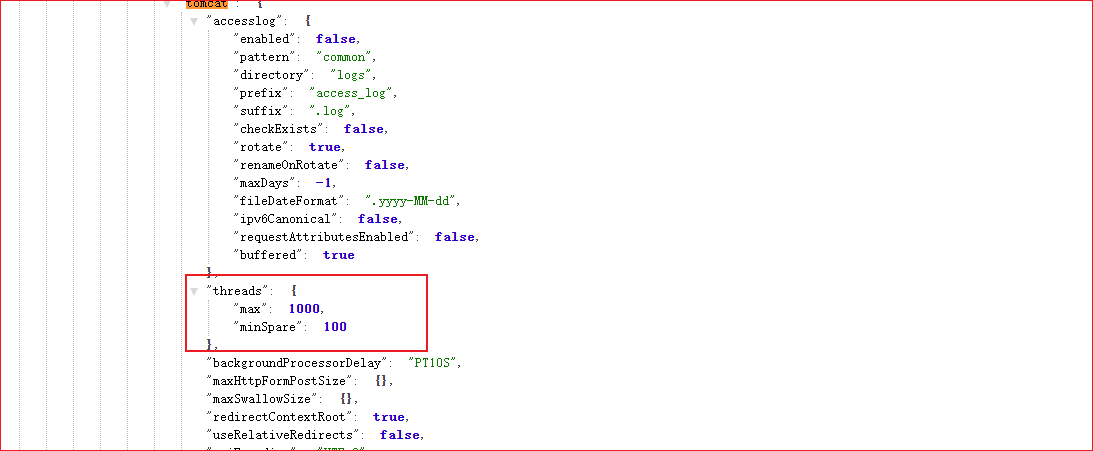 "tomcat": {
"accesslog": {
"enabled": false,
"pattern": "common",
"directory": "logs",
"prefix": "access_log",
"suffix": ".log",
"checkExists": false,
"rotate": true,
"renameOnRotate": false,
"maxDays": -1,
"fileDateFormat": ".yyyy-MM-dd",
"ipv6Canonical": false,
"requestAttributesEnabled": false,
"buffered": true
},
"threads": {
"max": 1000,
"minSpare": 100
},
"backgroundProcessorDelay": "PT10S",
"maxHttpFormPostSize": {},
"maxSwallowSize": {},
"redirectContextRoot": true,
"useRelativeRedirects": false,